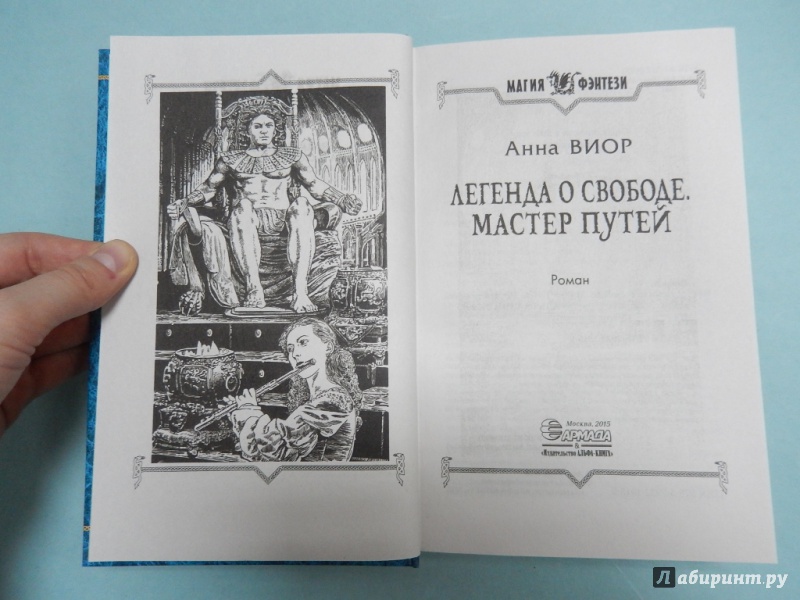 МАГИЯ ФЭНТЕЗИ
Анна ВИОР
ЛЕГЕНДА О СВОБОДЕ.
МАСТЕР ПУТЕЙ
Роман
Москва, 2015
АРМАДА
&
«Издательство АЛЬФА-КНИГА»
Лабиринт.ру